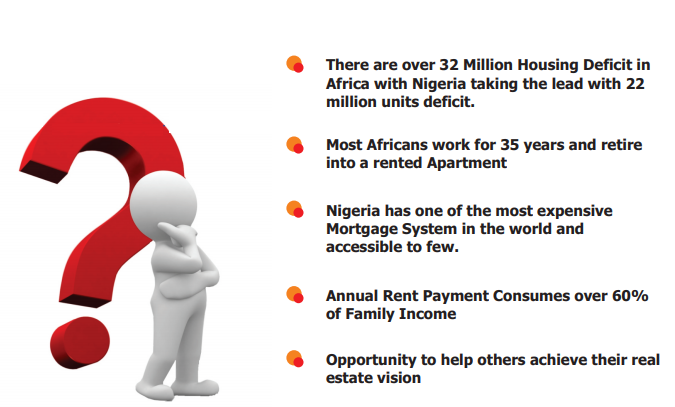 There are over 32 Million Housing Deficit in
Africa with Nigeria taking the lead with 22
million units deficit.
Most Africans work for 35 years and retire
into a rented Apartment
Nigeria has one of the most expensive
Mortgage System in the world and
accessible to few.
Annual Rent Payment Consumes over 60%
of Family Income
Opportunity to help others achieve their real
estate vision